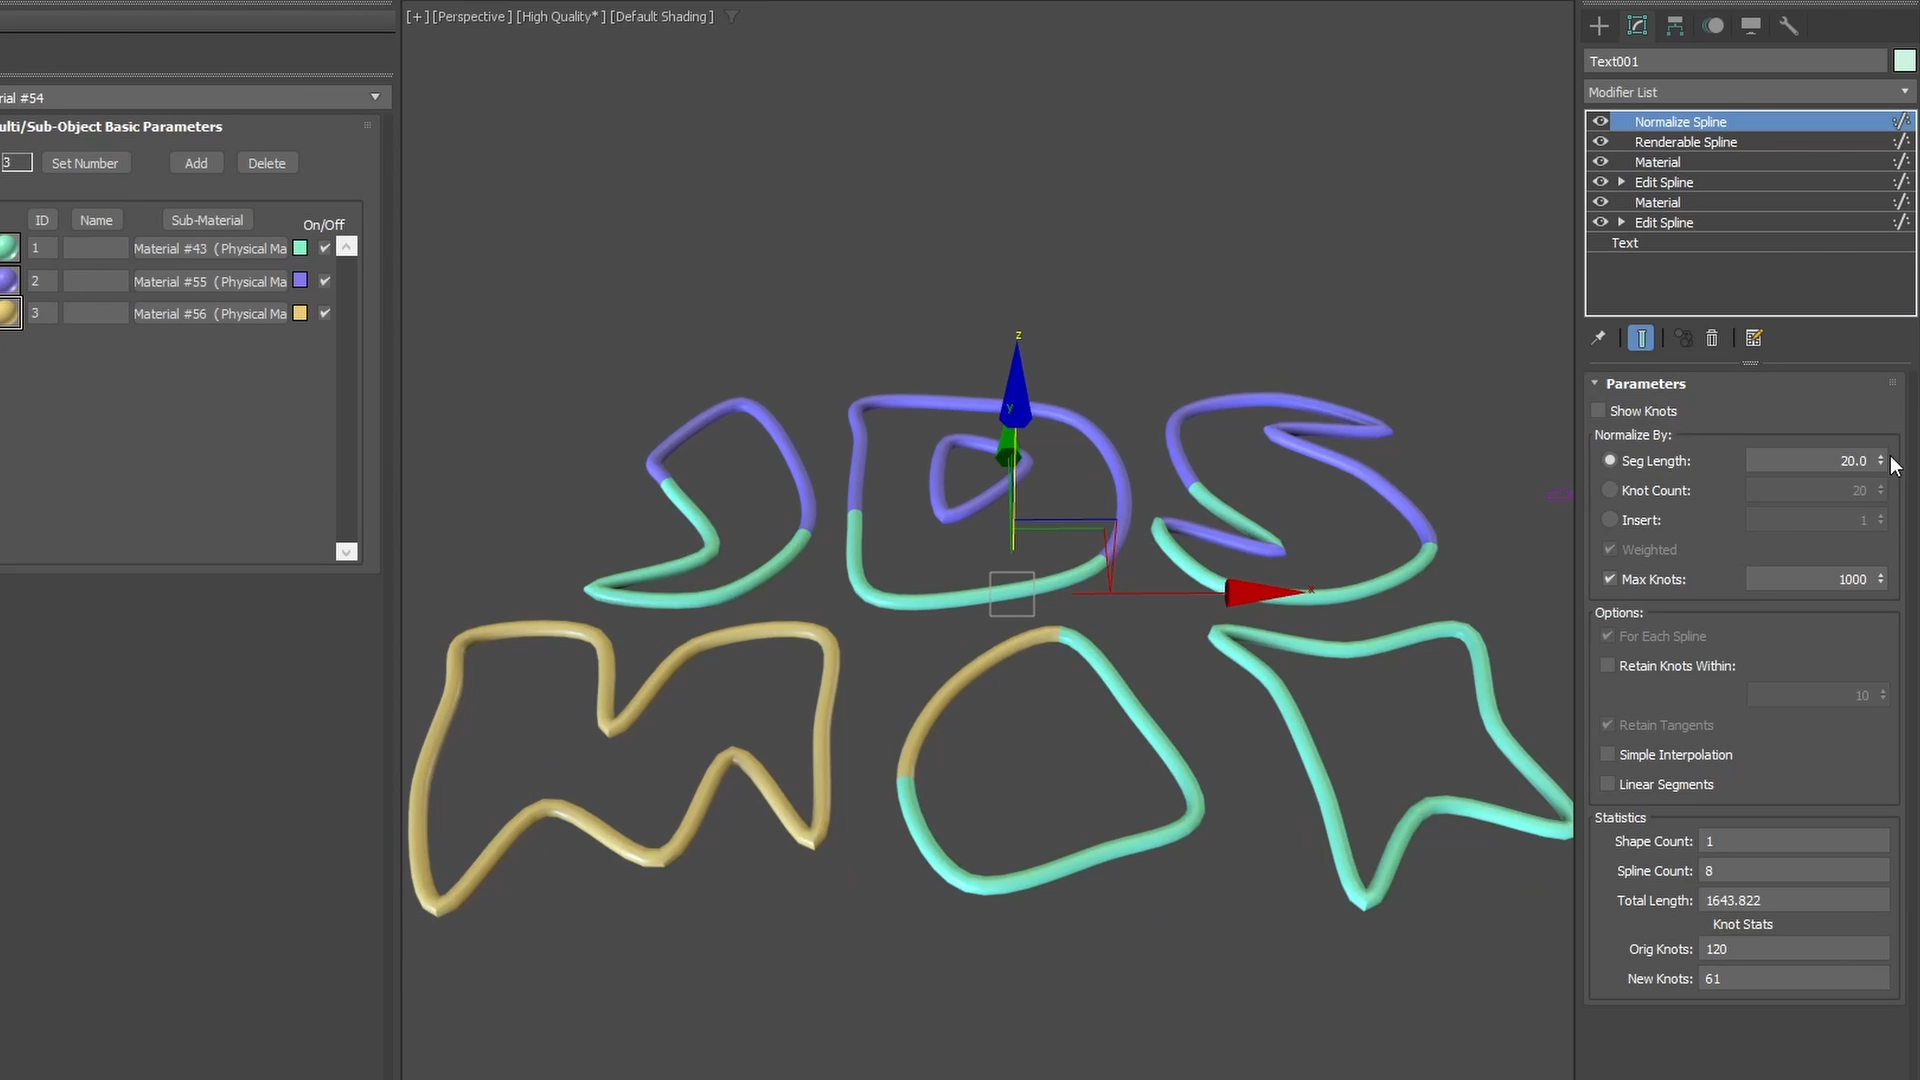 [+] [Perspective ] [High Quality* ] [Default Shading ]
rial #54
ulti/Sub-Object Basic Parameters
3 Set Number Add Delete
ID Name Sub-Material On/Off
1 Material #43 ( Physical Ma
2 Material #55 ( Physical Ma
3 Material #56 ( Physical Ma
z
y
x
Text001
Modifier List
Normalize Spline
Renderable Spline
Material
Edit Spline
Material
Edit Spline
Text
Parameters
Show Knots
Normalize By:
Seg Length: 20.0
Knot Count: 20
Insert: 1
Weighted
Max Knots: 1000
Options:
For Each Spline
Retain Knots Within:
10
Retain Tangents
Simple Interpolation
Linear Segments
Statistics
Shape Count: 1
Spline Count: 8
Total Length: 1643.822
Knot Stats
Orig Knots: 120
New Knots: 61